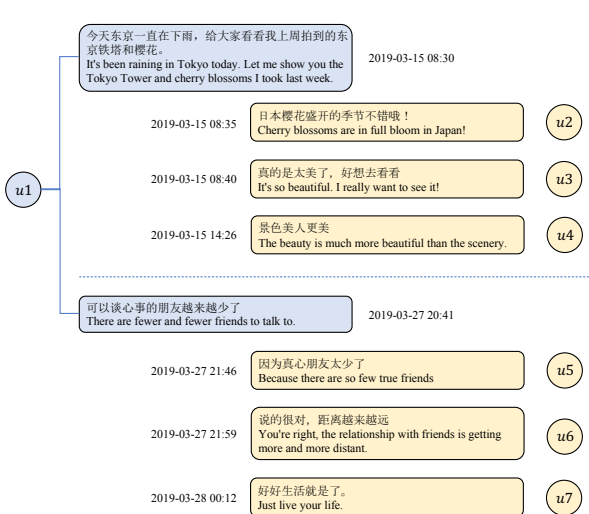 今天东京一直在下雨，给大家看看我上周拍到的东
京铁塔和樱花。
It's been raining in Tokyo today. Let me show you the
Tokyo Tower and cherry blossoms I took last week.
2019-03-15 08:30
2019-03-15 08:35
日本樱花盛开的季节不错哦！
Cherry blossoms are in full bloom in Japan!
u2
u1
2019-03-15 08:40
真的是太美了，好想去看看
It's so beautiful. I really want to see it!
u3
2019-03-15 14:26
景色美人更美
The beauty is much more beautiful than the scenery.
u4
可以谈心事的朋友越来越少了
There are fewer and fewer friends to talk to.
2019-03-27 20:41
2019-03-27 21:46
因为真心朋友太少了
Because there are so few true friends
u5
2019-03-27 21:59
说的很对，距离越来越远
You're right, the relationship with friends is getting
more and more distant.
u6
2019-03-28 00:12
好好生活就是了。
Just live your life.
u7